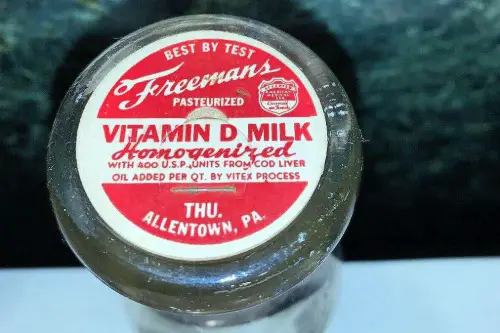 BEST BY TEST
Freemans
PASTEURIZED
VITAMIN D MILK
Homogenized
WITH 400 U.S.P. UNITS FROM COD LIVER
OIL ADDED PER QT. BY VITEX PROCESS
THU.
ALLENTOWN, PA.